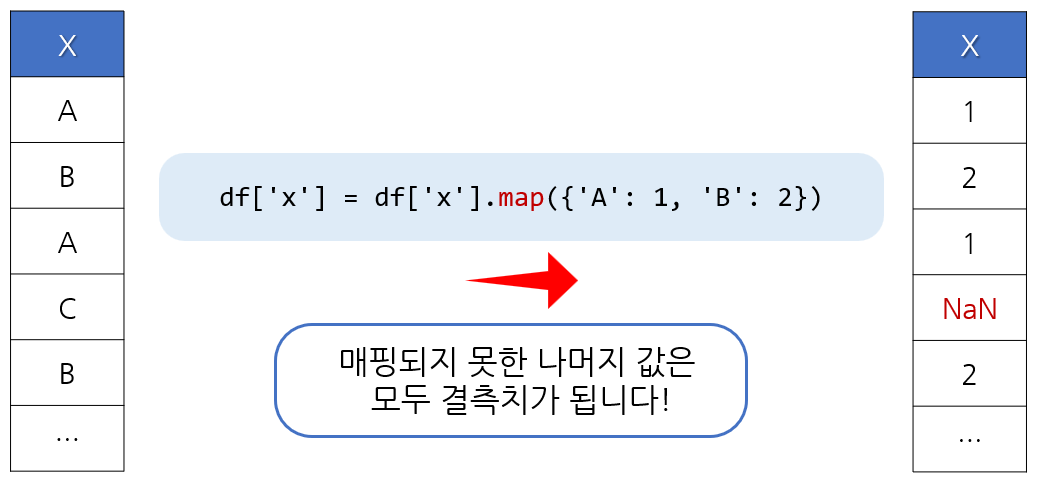 X
A
B
A
C
B
...
df['x'] = df['x'].map({'A': 1, 'B': 2})
매핑되지 못한 나머지 값은
모두 결측치가 됩니다!
X
1
2
1
NaN
2
...